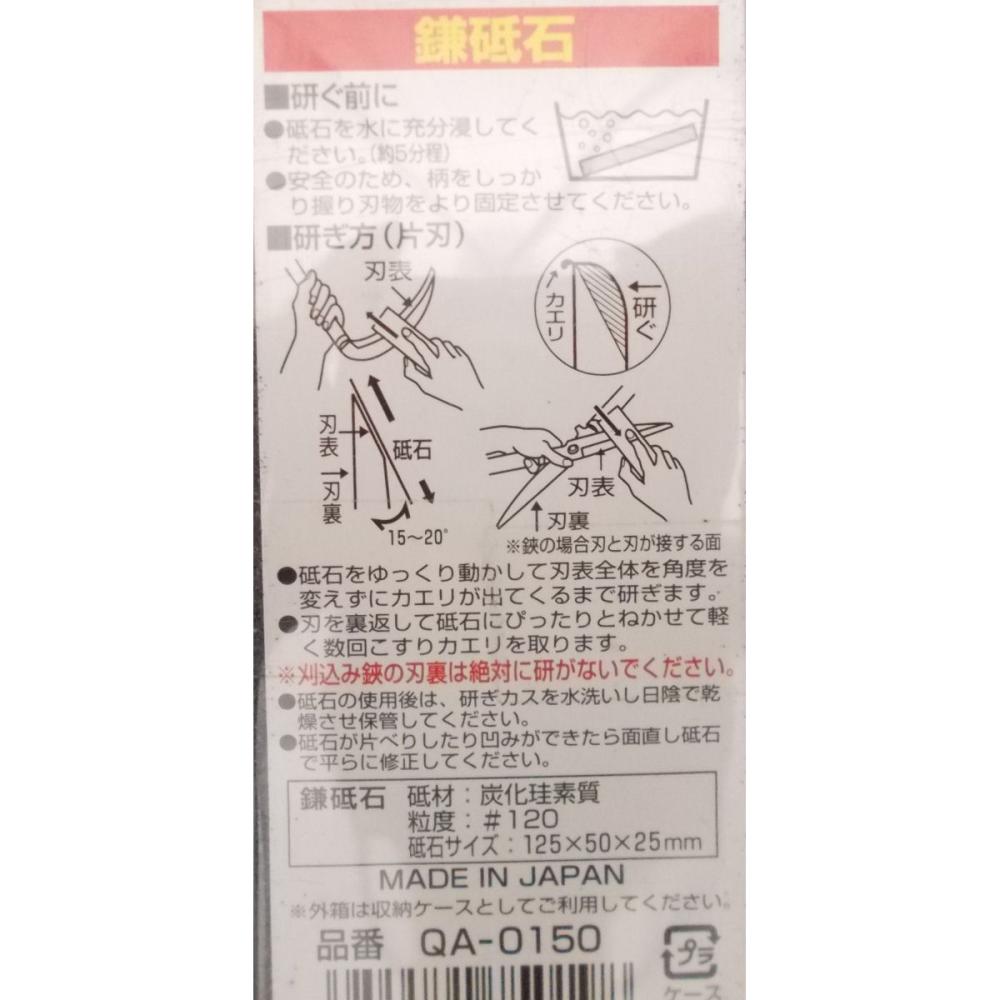 鎌砥石
■研ぐ前に
●砥石を水に充分浸してく
ださい。(約5分程)
●安全のため、柄をしっか
り握り刃物をより固定させてください。
■研ぎ方(片刃)
刃表
カエリ
研ぐ
刃表
砥石
刃裏
15〜20°
刃表
刃裏
※鋏の場合刃と刃が接する面
●砥石をゆっくり動かして刃表全体を角度を
変えずにカエリが出てくるまで研ぎます。
●刃を裏返して砥石にぴったりとねかせて軽
く数回こすりカエリを取ります。
※刈込み鋏の刃裏は絶対に研がないでください。
●砥石の使用後は、研ぎカスを水洗いし日陰で乾
燥させ保管してください。
●砥石が片べりしたり凹みができたら面直し砥石
で平らに修正してください。
鎌砥石 砥材:炭化珪素質
粒度:#120
砥石サイズ:125×50×25mm
MADE IN JAPAN
※外箱は収納ケースとしてご利用してください。
品番 QA-0150
プラ
ケース